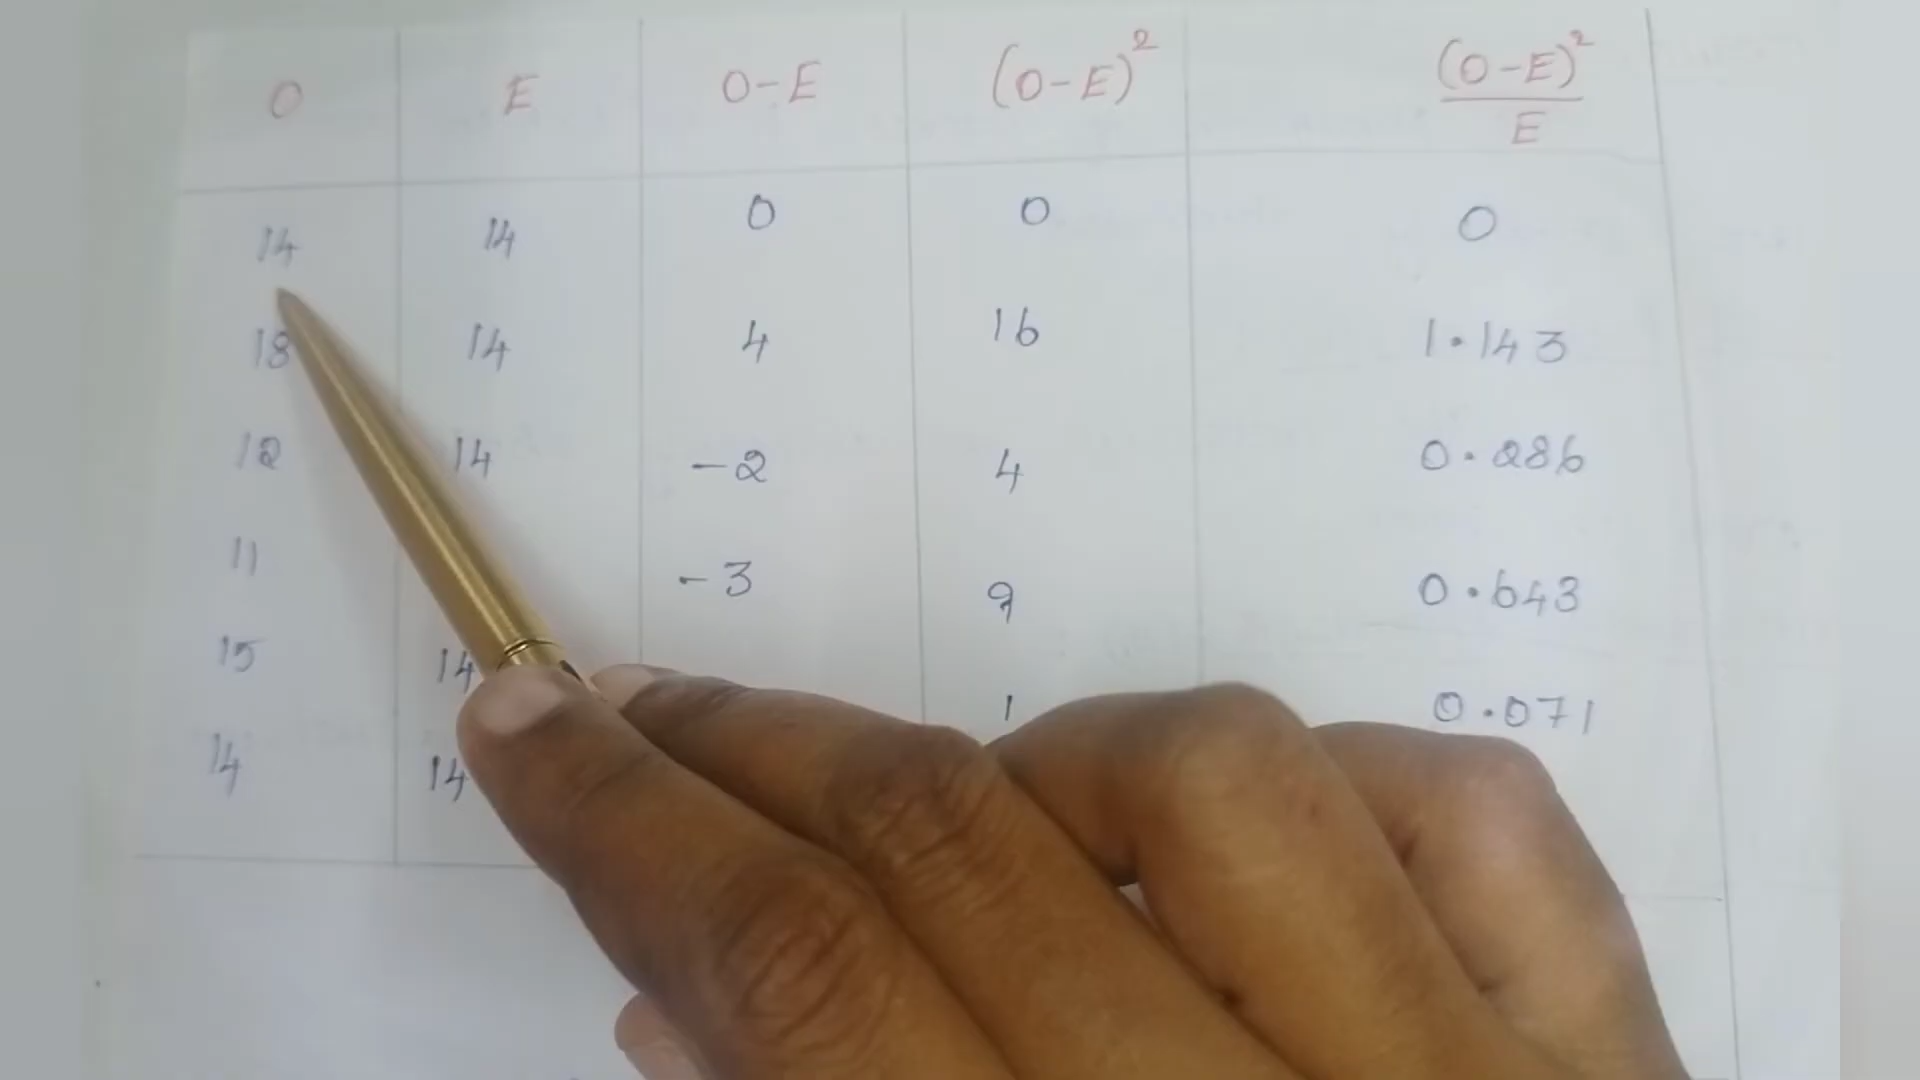 O E O-E (O-E)² (O-E)²/E
14 14 0 0 0
18 14 4 16 1.143
12 14 -2 4 0.286
11 -3 9 0.643
15 14 1 0.071
14 14